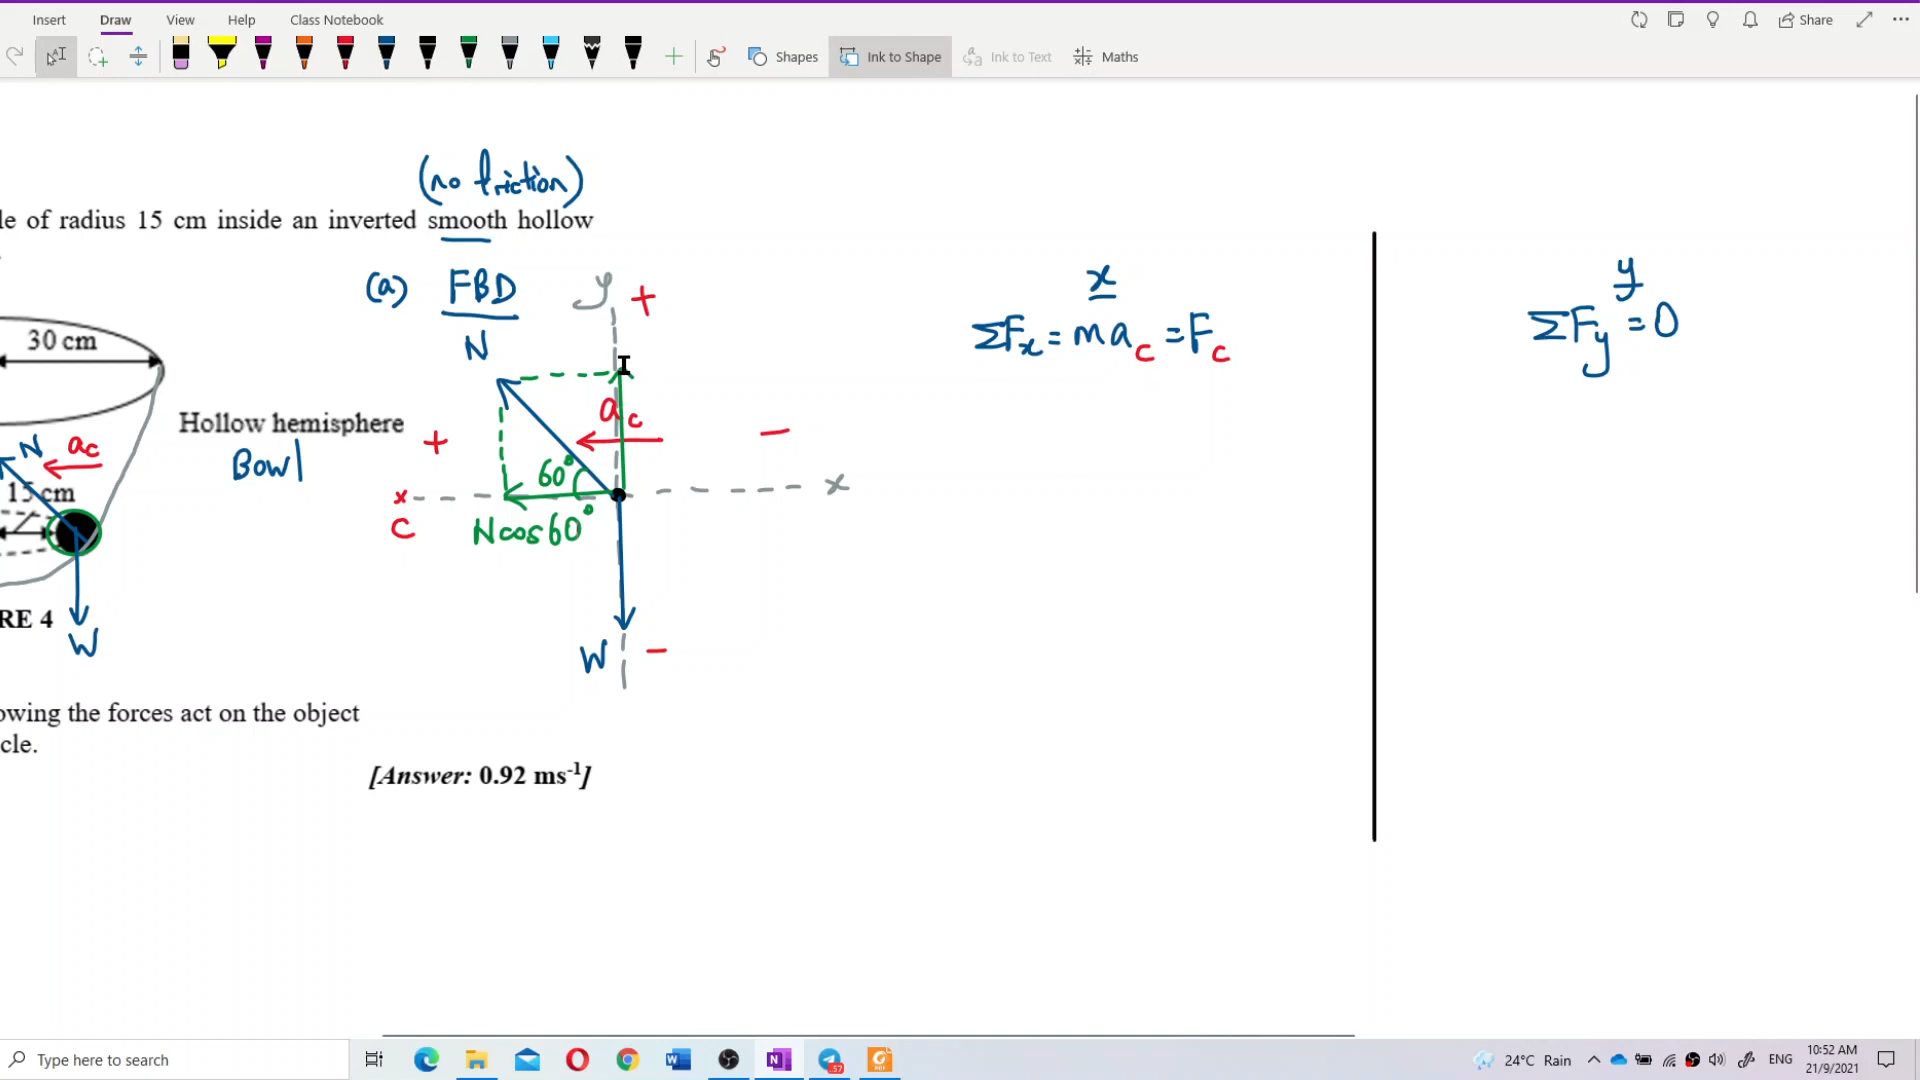 Insert Draw View Help Class Notebook Share
Shapes Ink to Shape Ink to Text Maths
(no friction)
le of radius 15 cm inside an inverted smooth hollow
(a) FBD
y +
x
ΣFx = mac = Fc
y
ΣFy = 0
30 cm
N
Hollow hemisphere
Bowl
N ac
15 cm
+
ac
-
60°
x
C
x
Ncos60°
RE 4
W
W
-
owing the forces act on the object
cle.
[Answer: 0.92 ms-1]
Type here to search
.57
24°C Rain
ENG
10:52 AM
21/9/2021